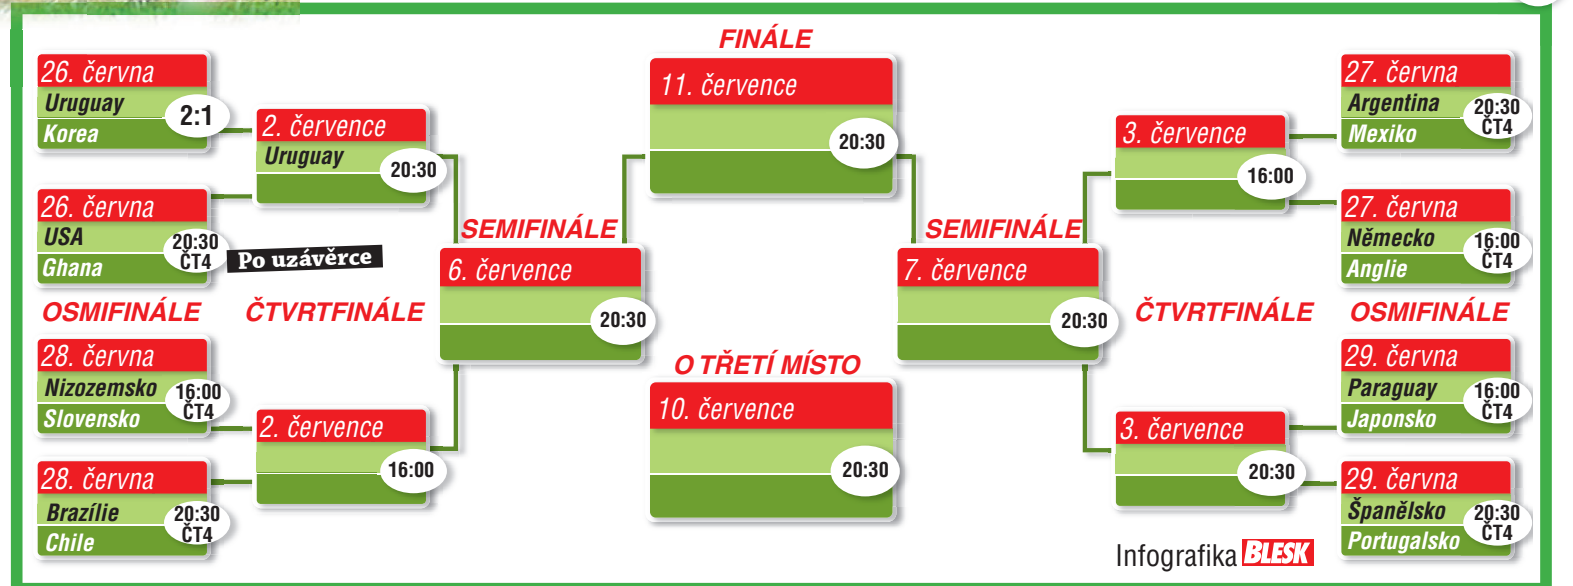 FINÁLE
26. června
Uruguay
Korea
2:1
2. července
Uruguay
20:30
26. června
USA
Ghana
20:30
ČT4
Po uzávěrce
OSMIFINÁLE
ČTVRTFINÁLE
28. června
Nizozemsko
Slovensko
16:00
ČT4
2. července
16:00
28. června
Brazílie
Chile
20:30
ČT4
SEMIFINÁLE
6. července
20:30
11. července
20:30
O TŘETÍ MÍSTO
10. července
20:30
SEMIFINÁLE
7. července
20:30
3. července
16:00
27. června
Argentina
Mexiko
20:30
ČT4
27. června
Německo
Anglie
16:00
ČT4
ČTVRTFINÁLE
OSMIFINÁLE
3. července
20:30
29. června
Paraguay
Japonsko
16:00
ČT4
29. června
Španělsko
Portugalsko
20:30
ČT4
Infografika BLESK